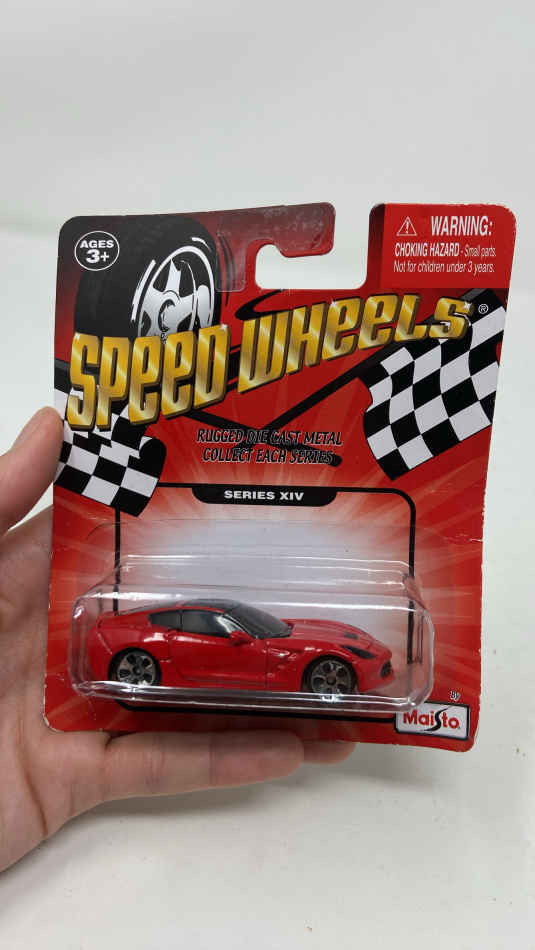 AGES
3+
WARNING:
CHOKING HAZARD - Small parts.
Not for children under 3 years.
SPEED WHEELS®
RUGGED DIE CAST METAL
COLLECT EACH SERIES
SERIES XIV
By
Maisto